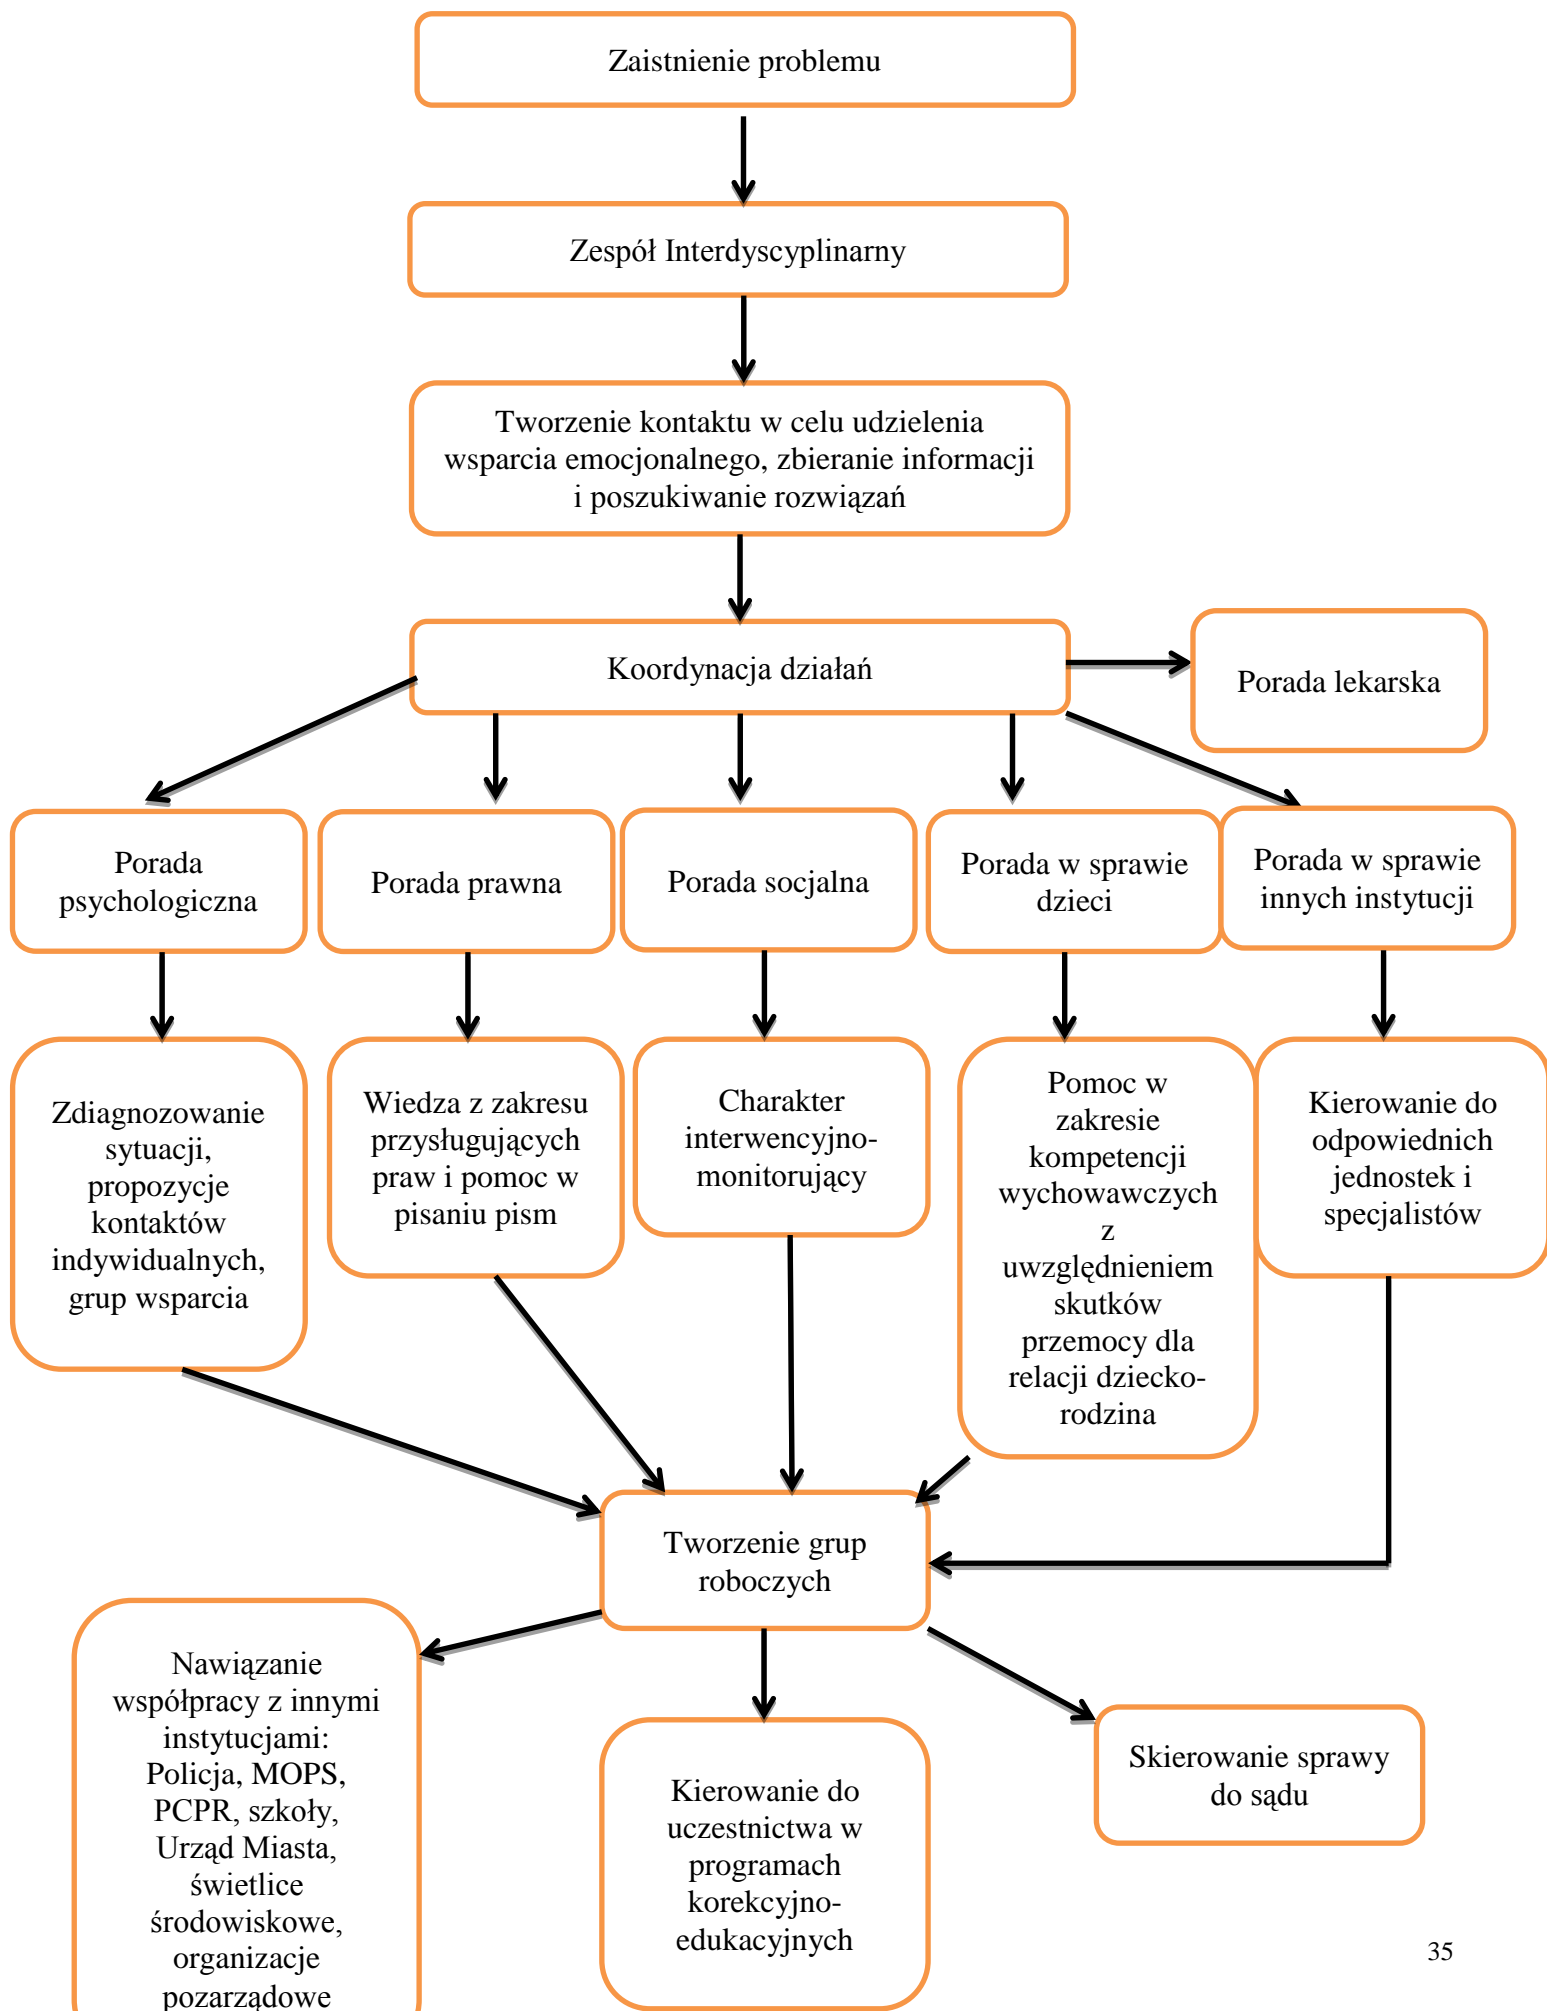 Zaistnienie problemu
Zespół Interdyscyplinarny
Tworzenie kontaktu w celu udzielenia
wsparcia emocjonalnego, zbieranie informacji
i poszukiwanie rozwiązań
Koordynacja działań
Porada lekarska
Porada
psychologiczna
Porada prawna
Porada socjalna
Porada w sprawie
dzieci
Porada w sprawie
innych instytucji
Zdiagnozowanie
sytuacji,
propozycje
kontaktów
indywidualnych,
grup wsparcia
Wiedza z zakresu
przysługujących
praw i pomoc w
pisaniu pism
Charakter
interwencyjno-
monitorujący
Pomoc w
zakresie
kompetencji
wychowawczych
z
uwzględnieniem
skutków
przemocy dla
relacji dziecko-
rodzina
Kierowanie do
odpowiednich
jednostek i
specjalistów
Tworzenie grup
roboczych
Nawiązanie
współpracy z innymi
instytucjami:
Policja, MOPS,
PCPR, szkoły,
Urząd Miasta,
świetlice
środowiskowe,
organizacje
pozarządowe
Kierowanie do
uczestnictwa w
programach
korekcyjno-
edukacyjnych
Skierowanie sprawy
do sądu
35